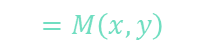 = M(x, y)